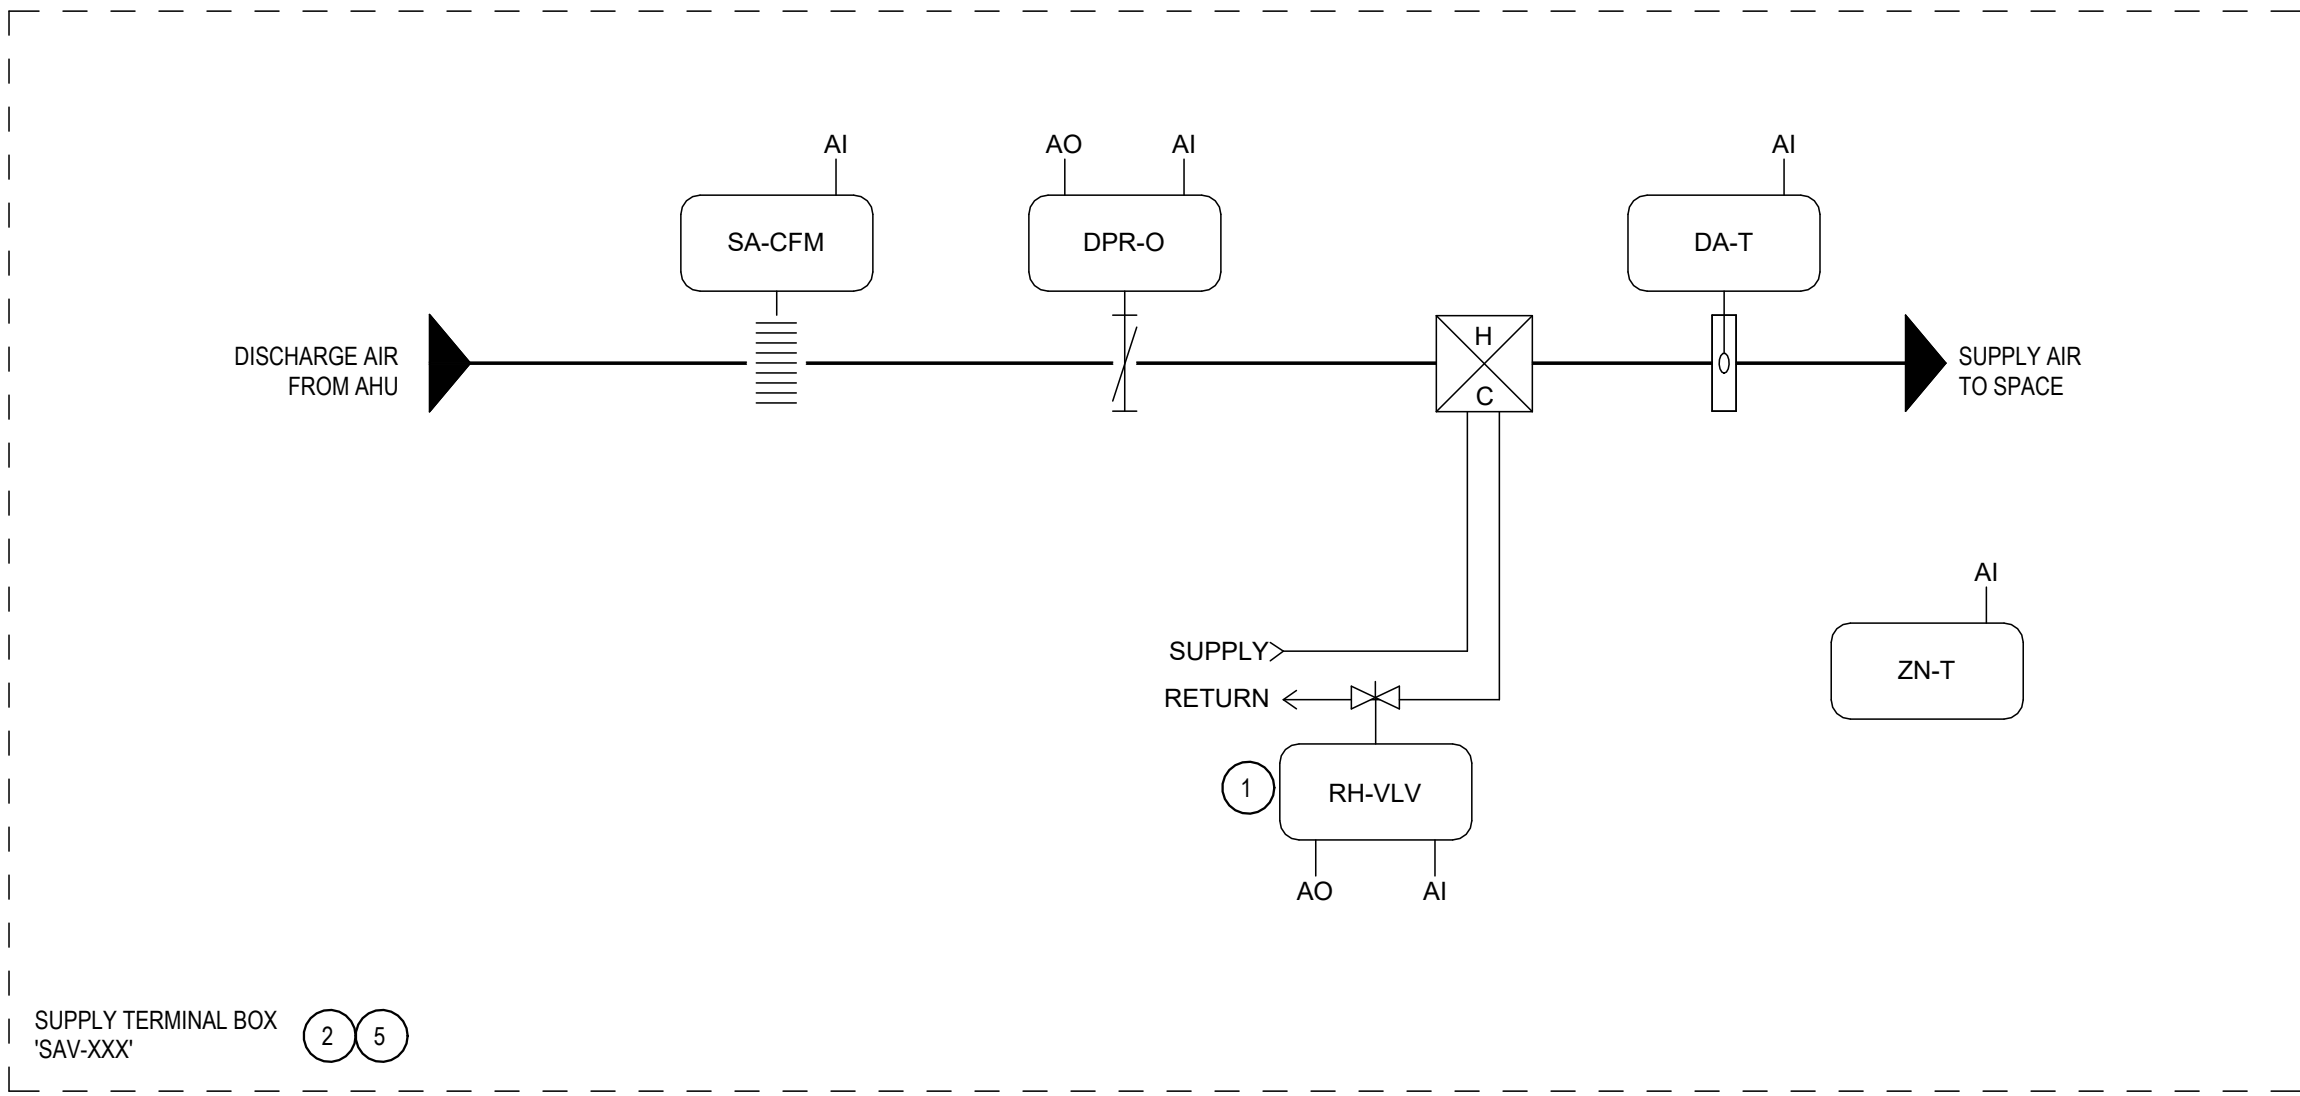 AI
AO
AI
AI
SA-CFM
DPR-O
DA-T
DISCHARGE AIR
FROM AHU
H
C
SUPPLY AIR
TO SPACE
AI
SUPPLY
RETURN
ZN-T
1
RH-VLV
AO
AI
SUPPLY TERMINAL BOX
'SAV-XXX'
2
5